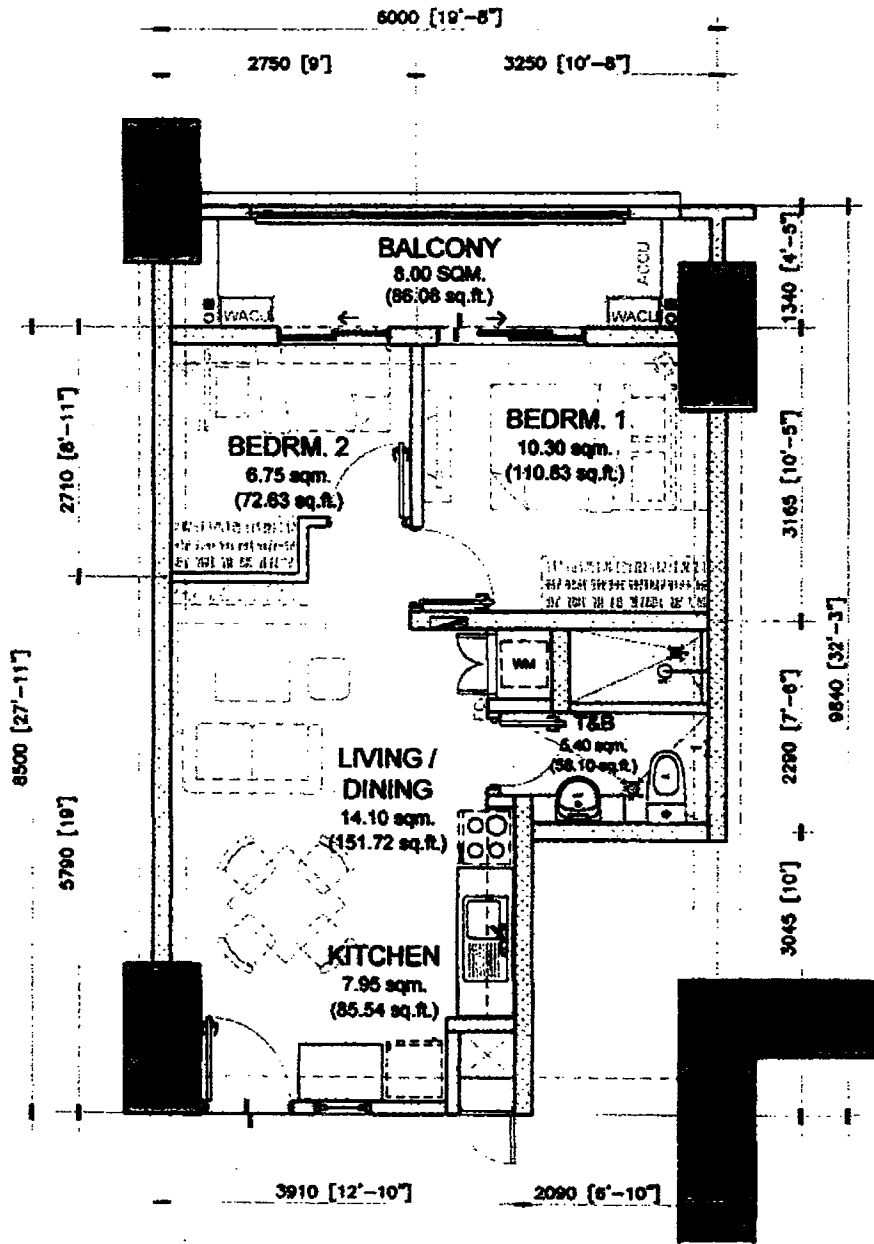 6000 [19'-8"]
2750 [9']
3250 [10'-8"]
BALCONY
8.00 SQM.
(86.08 sq.ft.)
ACCU
WACU
WACU
1340 [4'-5"]
BEDRM. 2
6.75 sqm.
(72.63 sq.ft.)
BEDRM. 1
10.30 sqm.
(110.83 sq.ft.)
2710 [8'-11"]
3165 [10'-5"]
9840 [32'-3"]
WM
T&B
5.40 sqm.
(58.10 sq.ft.)
2290 [7'-6"]
8500 [27'-11"]
5790 [19']
LIVING /
DINING
14.10 sqm.
(151.72 sq.ft.)
3045 [10']
KITCHEN
7.95 sqm.
(85.54 sq.ft.)
3910 [12'-10"]
2090 [6'-10"]